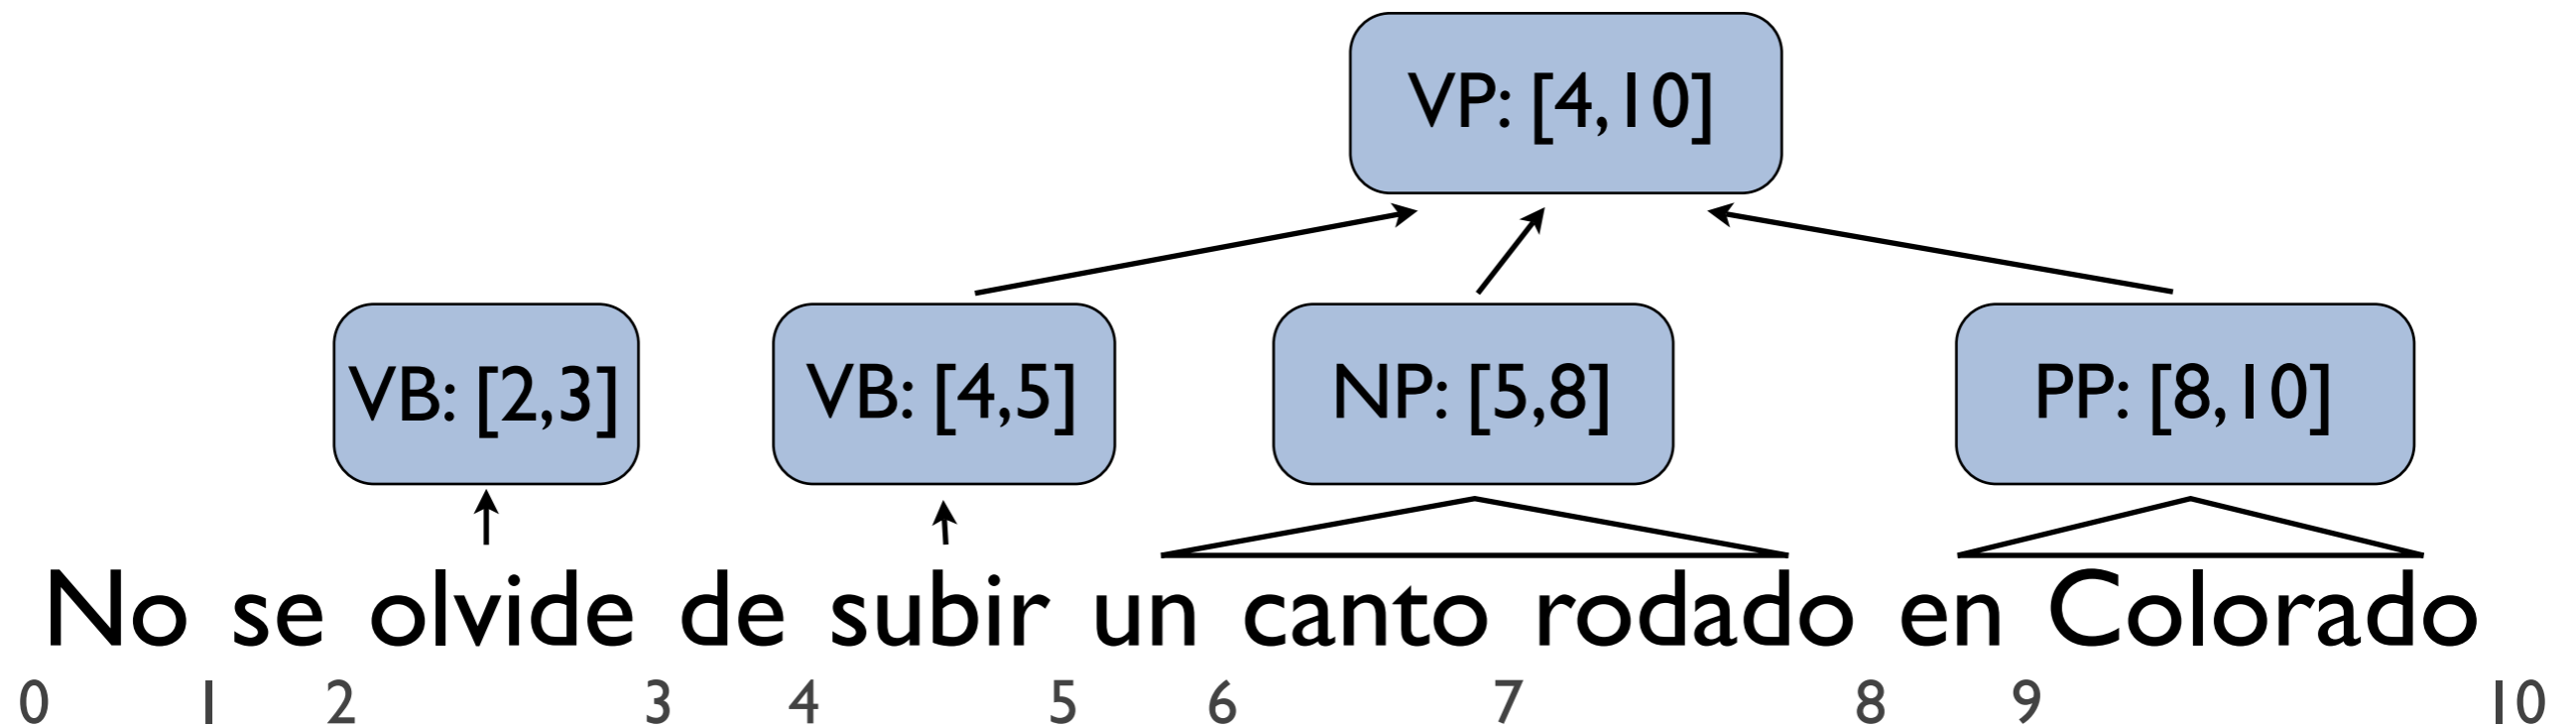 VP: [4,10]
VB: [2,3] VB: [4,5] NP: [5,8] PP: [8,10]
No se olvide de subir un canto rodado en Colorado
0 1 2 3 4 5 6 7 8 9 10